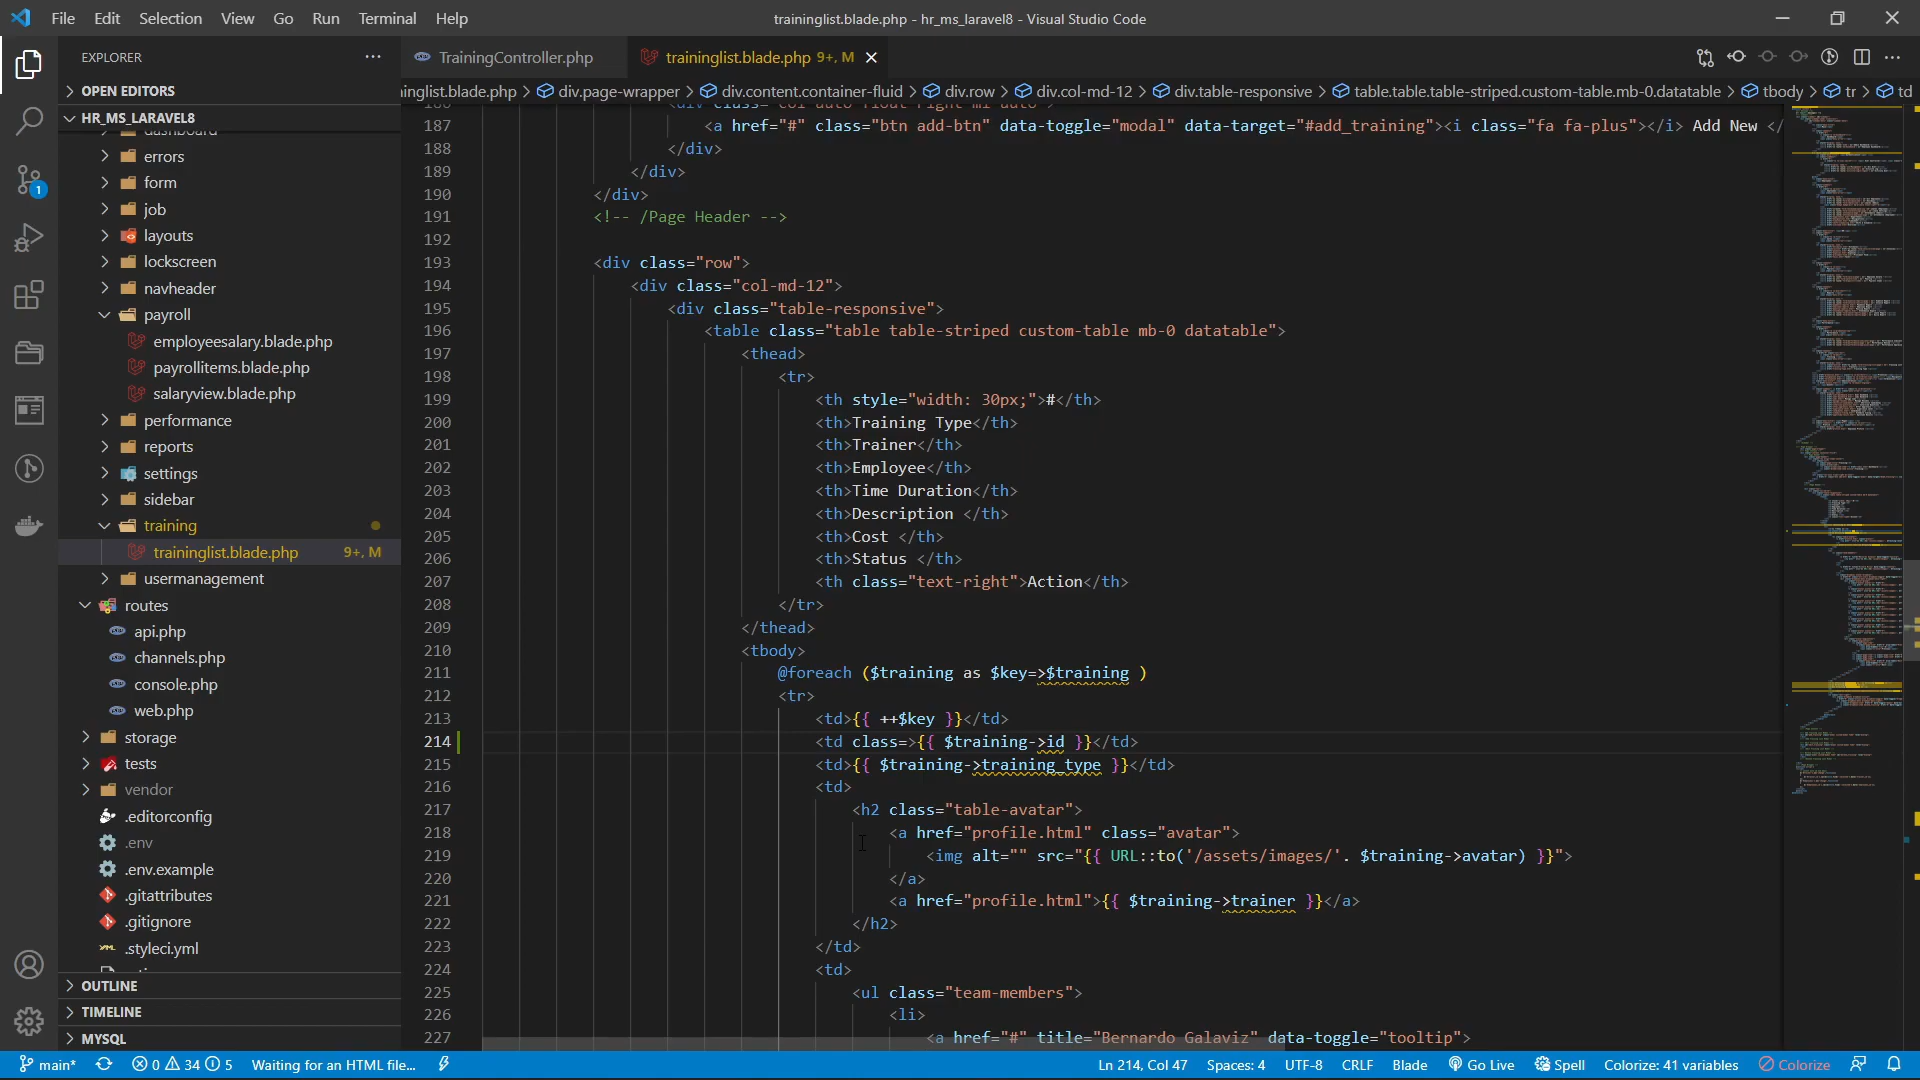 File Edit Selection View Go Run Terminal Help
traininglist.blade.php - hr_ms_laravel8 - Visual Studio Code
EXPLORER
OPEN EDITORS
HR_MS_LARAVEL8
dashboard
errors
form
job
layouts
lockscreen
navheader
payroll
employeesalary.blade.php
payrollitems.blade.php
salaryview.blade.php
performance
reports
settings
sidebar
training
traininglist.blade.php 9+, M
usermanagement
routes
api.php
channels.php
console.php
web.php
storage
tests
vendor
.editorconfig
.env
.env.example
.gitattributes
.gitignore
.styleci.yml
OUTLINE
TIMELINE
MYSQL
1
TrainingController.php
traininglist.blade.php 9+, M
inglist.blade.php > div.page-wrapper > div.content.container-fluid > div.row > div.col-md-12 > div.table-responsive > table.table.table-striped.custom-table.mb-0.datatable > tbody > tr > td
186 <div class="col-auto float-right ml-auto">
187 <a href="#" class="btn add-btn" data-toggle="modal" data-target="#add_training"><i class="fa fa-plus"></i> Add New </
188 </div>
189 </div>
190 </div>
191 <!-- /Page Header -->
192
193 <div class="row">
194 <div class="col-md-12">
195 <div class="table-responsive">
196 <table class="table table-striped custom-table mb-0 datatable">
197 <thead>
198 <tr>
199 <th style="width: 30px;">#</th>
200 <th>Training Type</th>
201 <th>Trainer</th>
202 <th>Employee</th>
203 <th>Time Duration</th>
204 <th>Description </th>
205 <th>Cost </th>
206 <th>Status </th>
207 <th class="text-right">Action</th>
208 </tr>
209 </thead>
210 <tbody>
211 @foreach ($training as $key=>$training )
212 <tr>
213 <td>{{ ++$key }}</td>
214 <td class=>{{ $training->id }}</td>
215 <td>{{ $training->training_type }}</td>
216 <td>
217 <h2 class="table-avatar">
218 <a href="profile.html" class="avatar">
219 <img alt="" src="{{ URL::to('/assets/images/'. $training->avatar) }}">
220 </a>
221 <a href="profile.html">{{ $training->trainer }}</a>
222 </h2>
223 </td>
224 <td>
225 <ul class="team-members">
226 <li>
227 <a href="#" title="Bernardo Galaviz" data-toggle="tooltip">
main* 0 34 5 Waiting for an HTML file... Ln 214, Col 47 Spaces: 4 UTF-8 CRLF Blade Go Live Spell Colorize: 41 variables Colorize